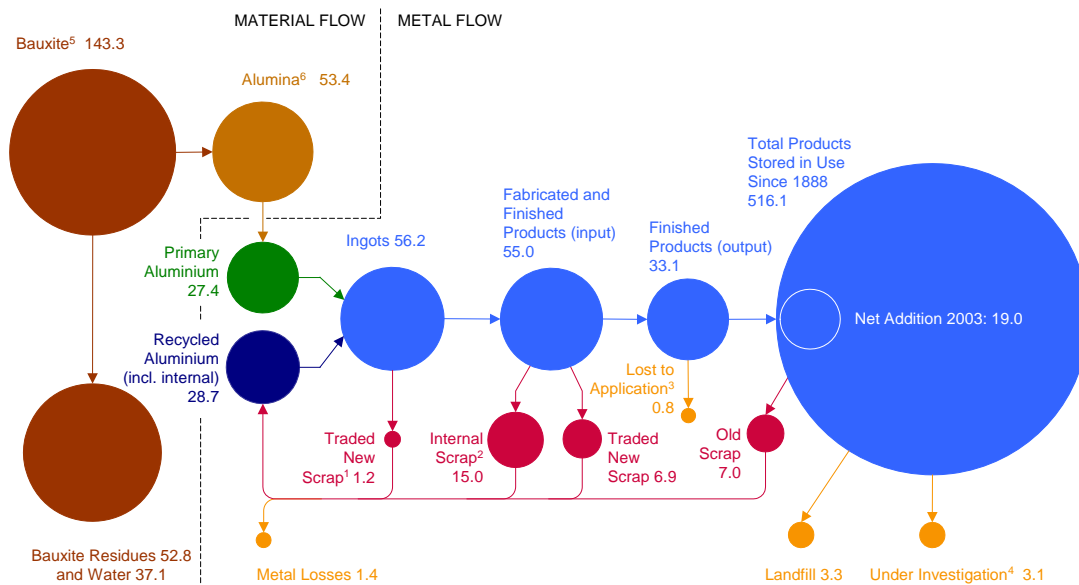 MATERIAL FLOW
METAL FLOW
Bauxite⁵ 143.3
Alumina⁶ 53.4
Total Products
Stored in Use
Since 1888
516.1
Fabricated and
Finished
Products (input)
55.0
Finished
Products (output)
33.1
Ingots 56.2
Primary
Aluminium
27.4
Net Addition 2003: 19.0
Recycled
Aluminium
(incl. internal)
28.7
Lost to
Application³
0.8
Traded
New
Scrap¹ 1.2
Internal
Scrap²
15.0
Traded
New
Scrap 6.9
Old
Scrap
7.0
Bauxite Residues 52.8
and Water 37.1
Metal Losses 1.4
Landfill 3.3
Under Investigation⁴ 3.1